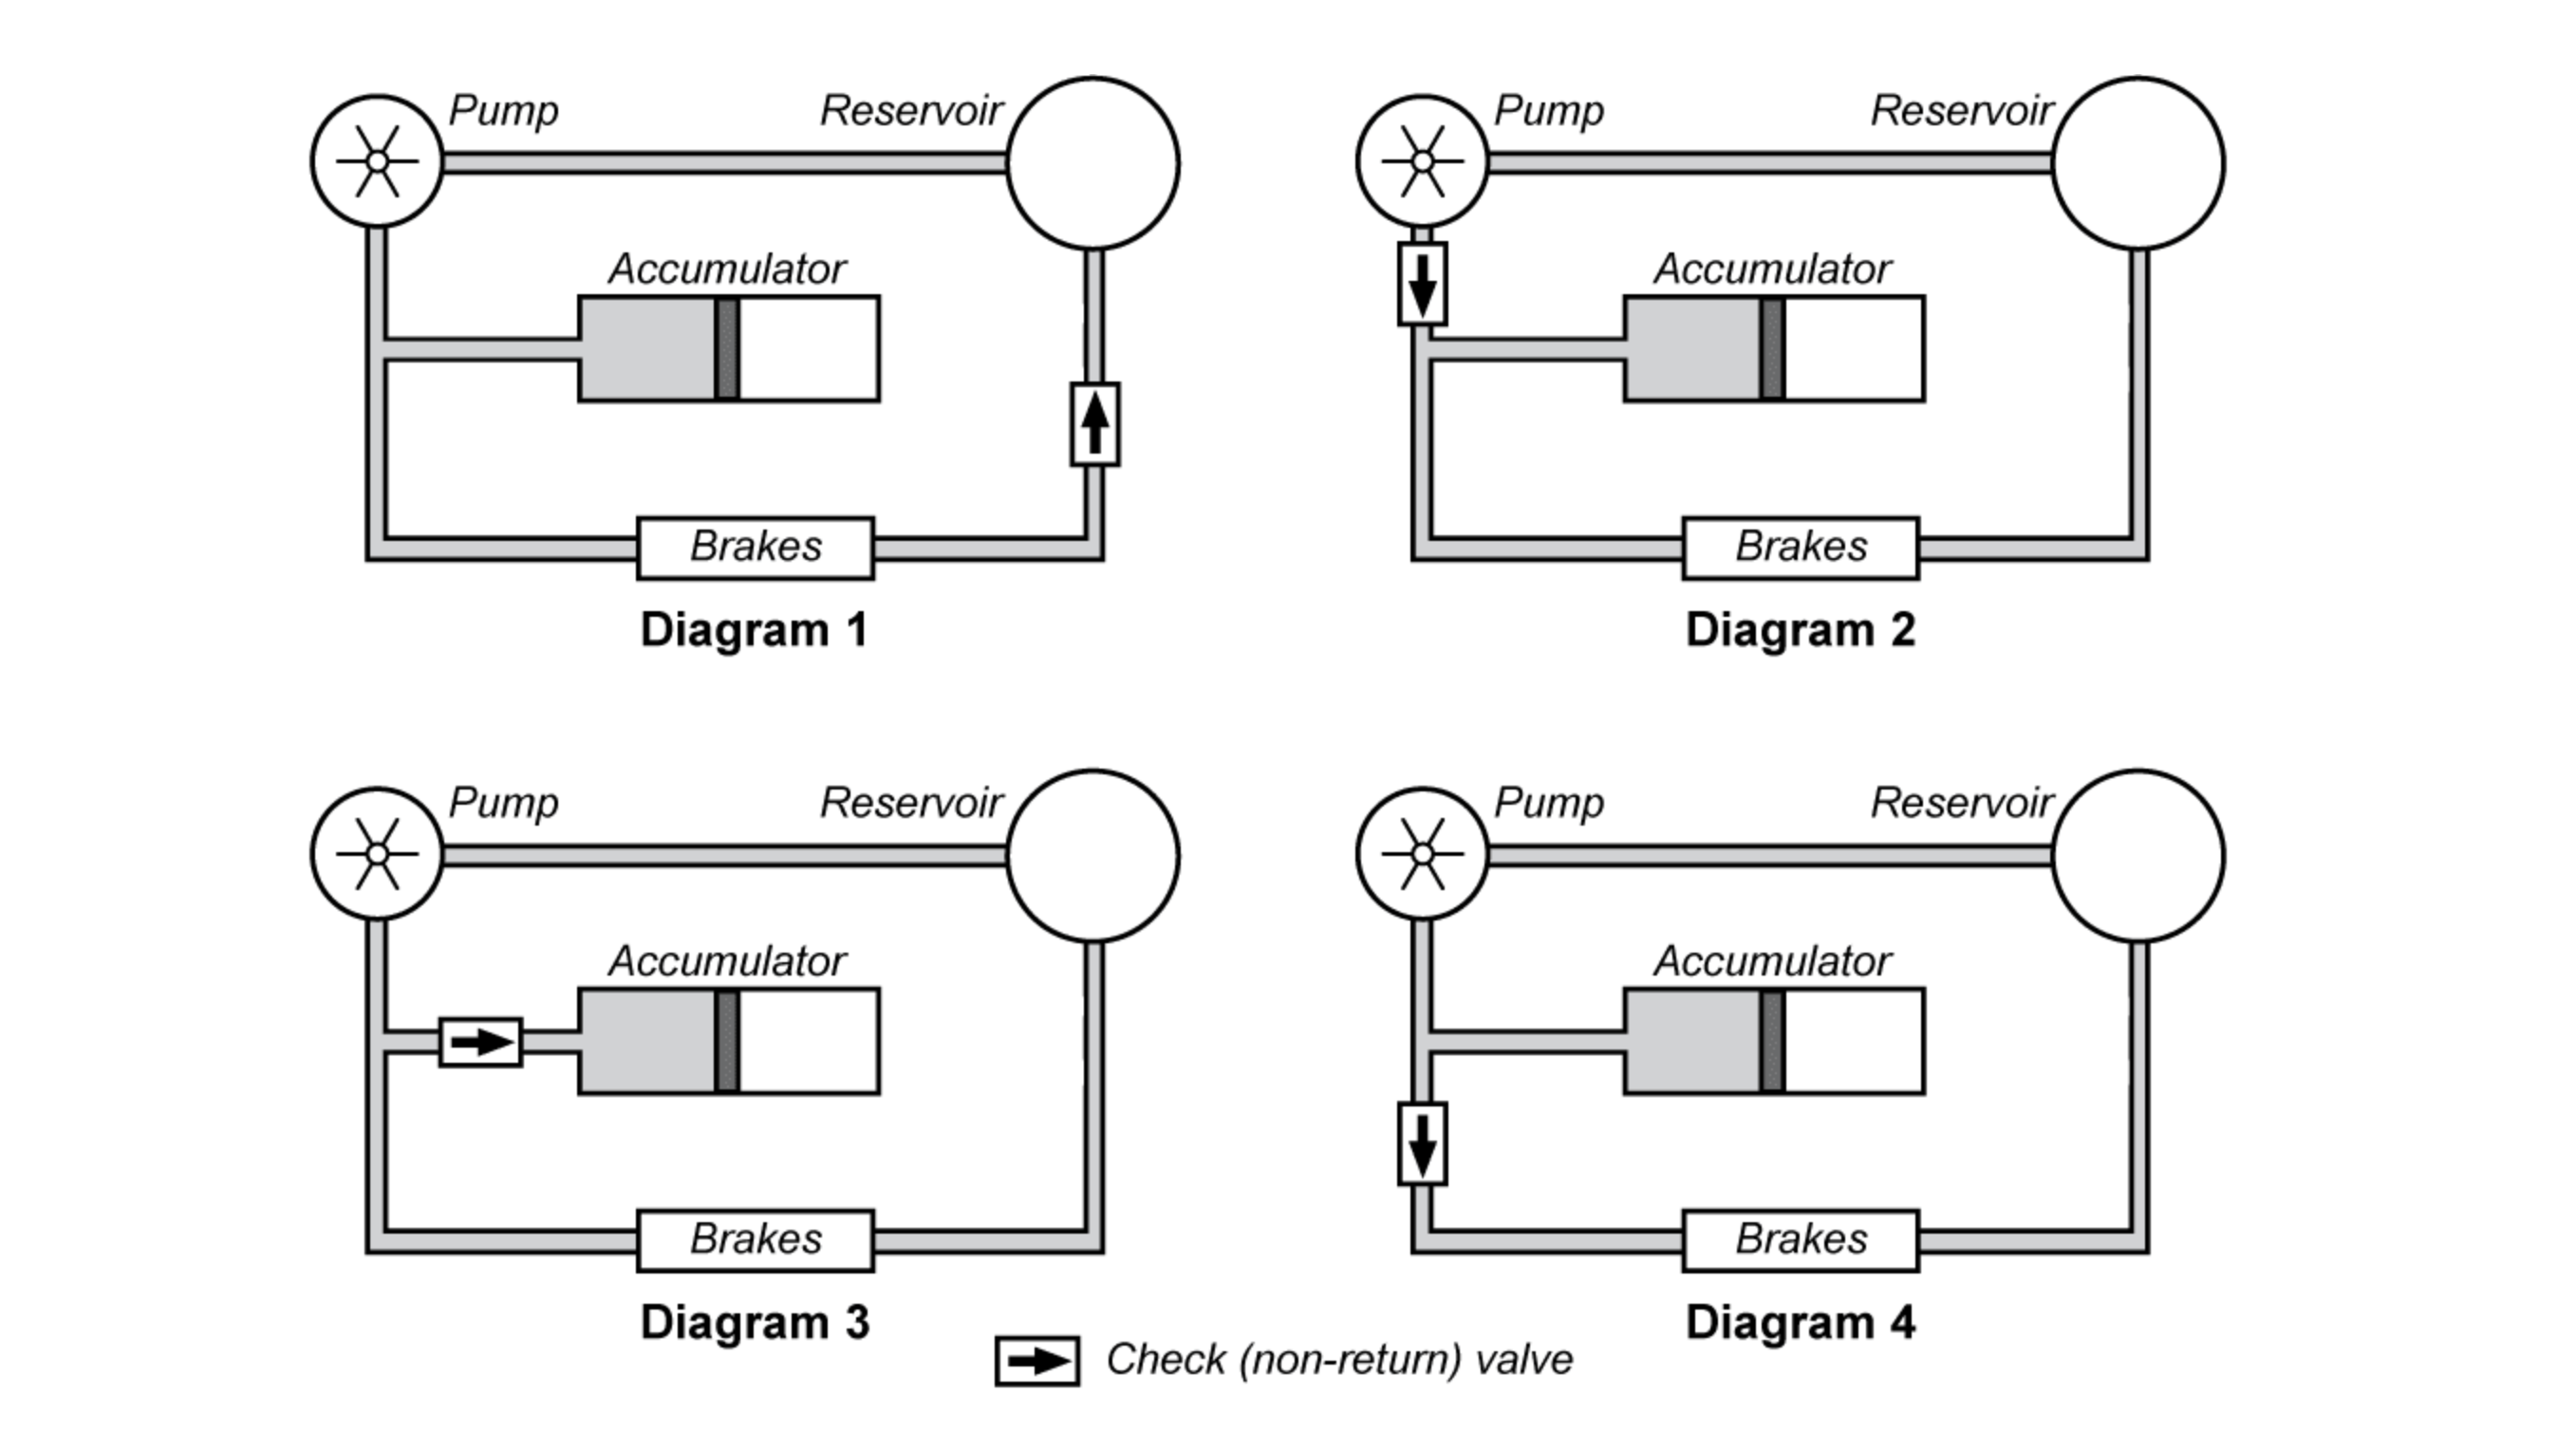 Pump Reservoir
Accumulator
Brakes
Diagram 1
Pump Reservoir
Accumulator
Brakes
Diagram 2
Pump Reservoir
Accumulator
Brakes
Diagram 3
Pump Reservoir
Accumulator
Brakes
Diagram 4
Check (non-return) valve